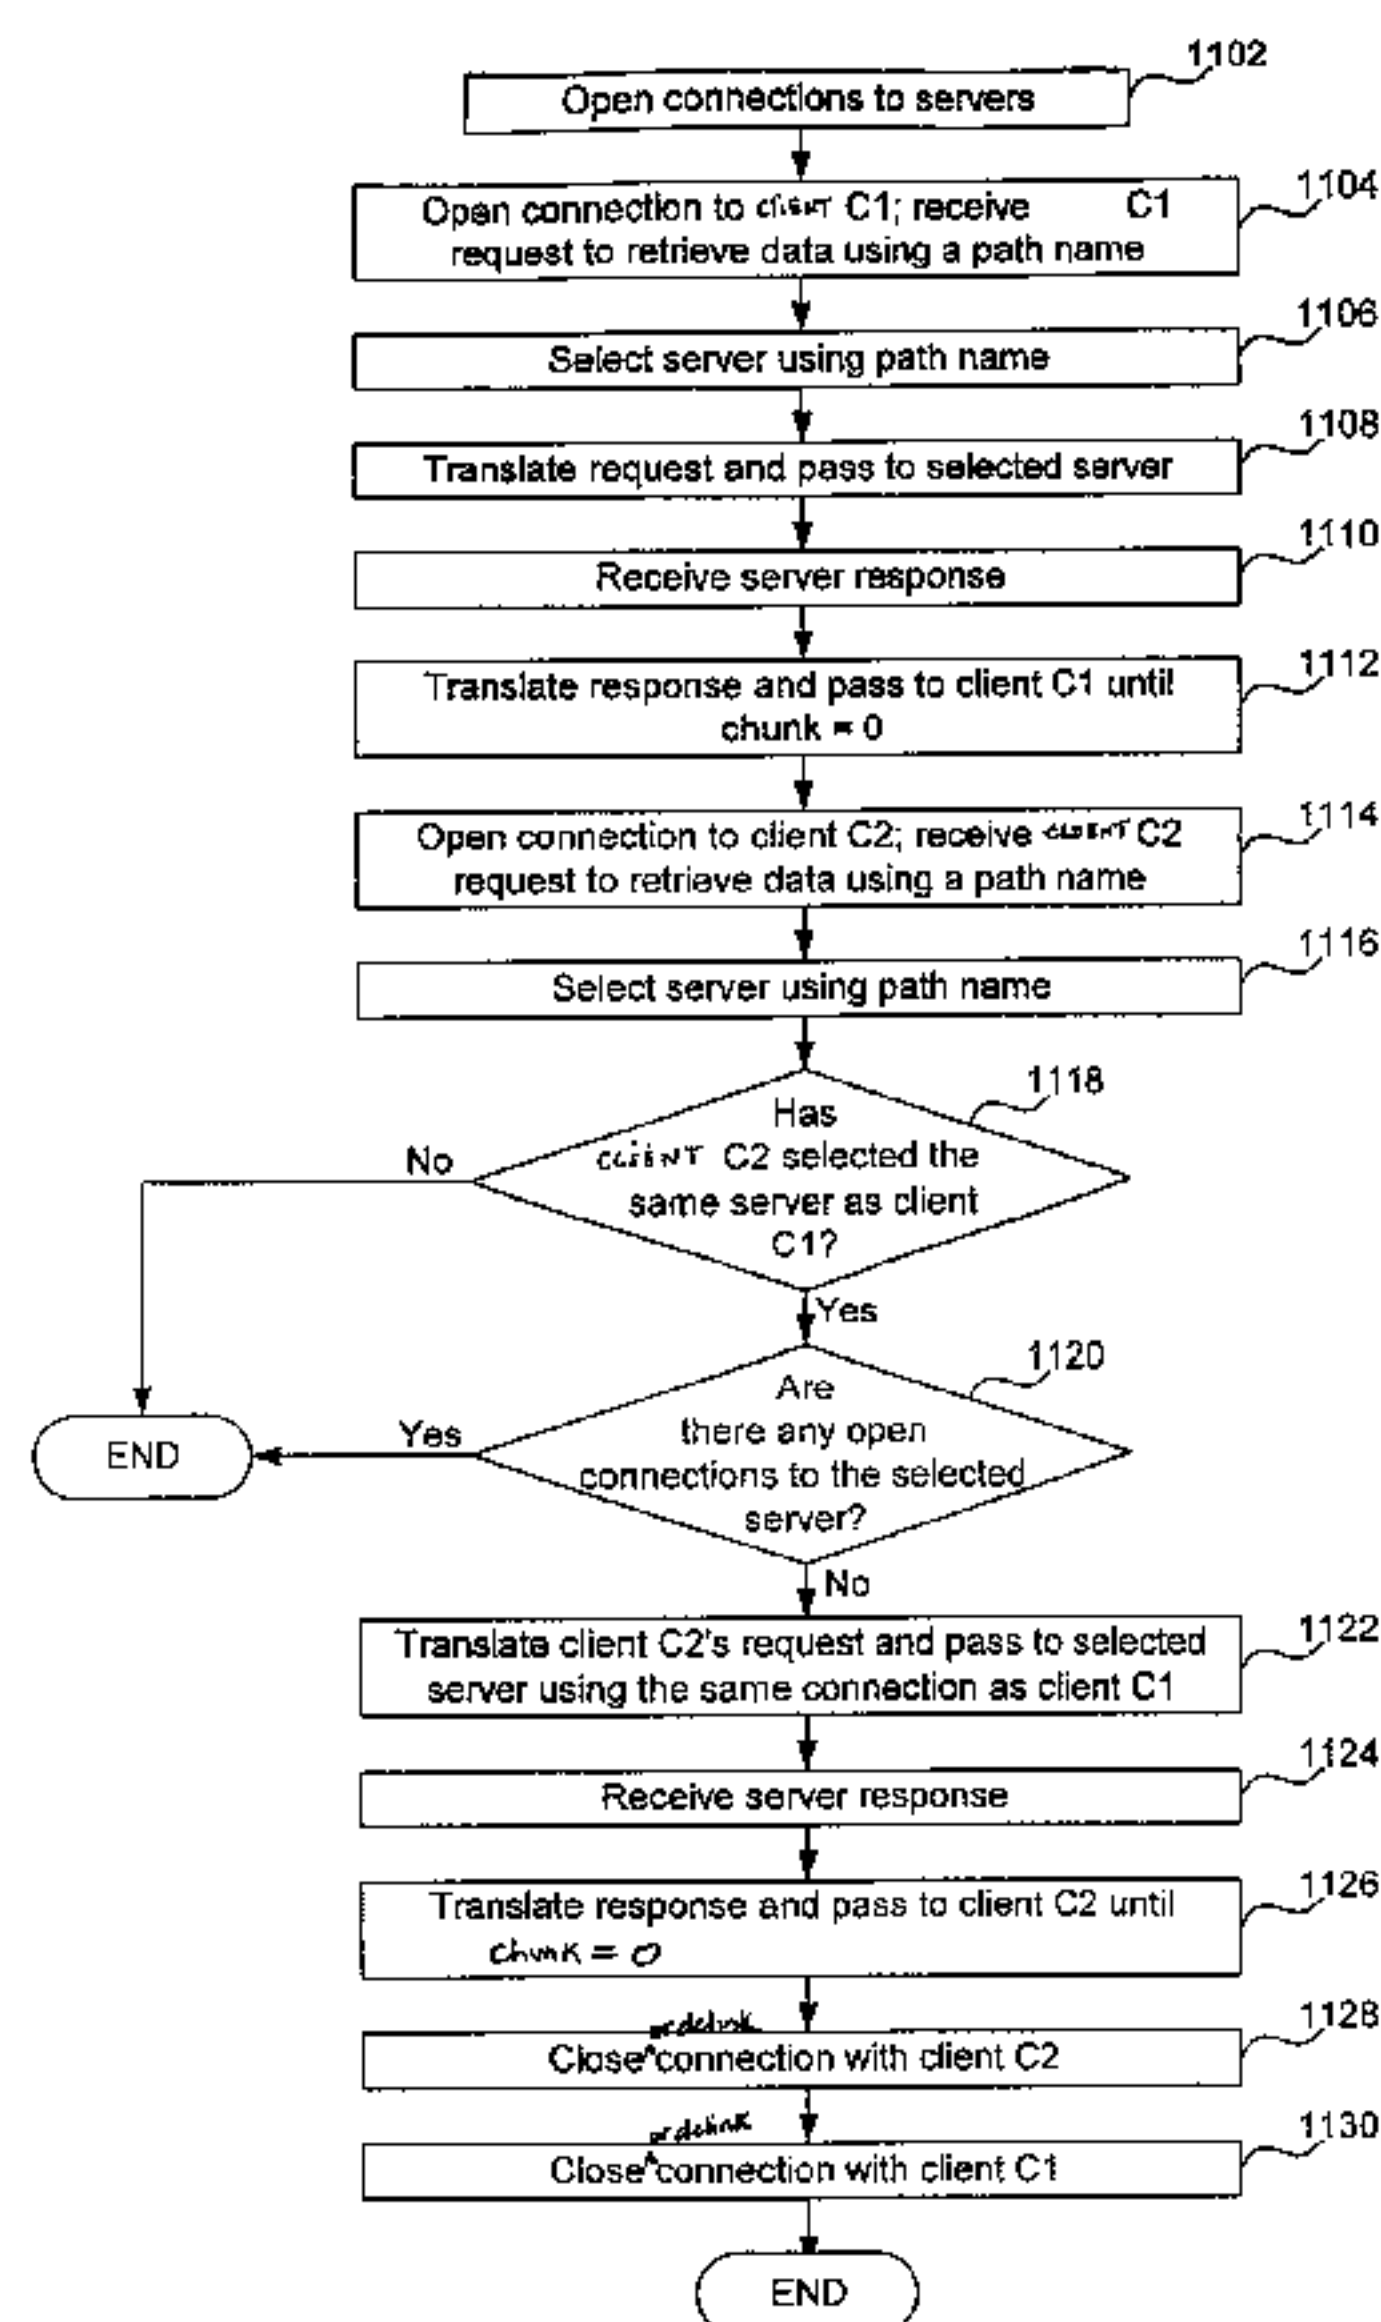 1102
Open connections to servers
1104
Open connection to client C1; receive C1
request to retrieve data using a path name
1106
Select server using path name
1108
Translate request and pass to selected server
1110
Receive server response
1112
Translate response and pass to client C1 until
chunk = 0
1114
Open connection to client C2; receive CLIENT C2
request to retrieve data using a path name
1116
Select server using path name
1118
Has
CLIENT C2 selected the
same server as client
C1?
No
Yes
1120
Are
there any open
connections to the selected
server?
Yes
END
No
1122
Translate client C2's request and pass to selected
server using the same connection as client C1
1124
Receive server response
1126
Translate response and pass to client C2 until
chunk = 0
1128
or delink
Close^connection with client C2
1130
or delink
Close^connection with client C1
END